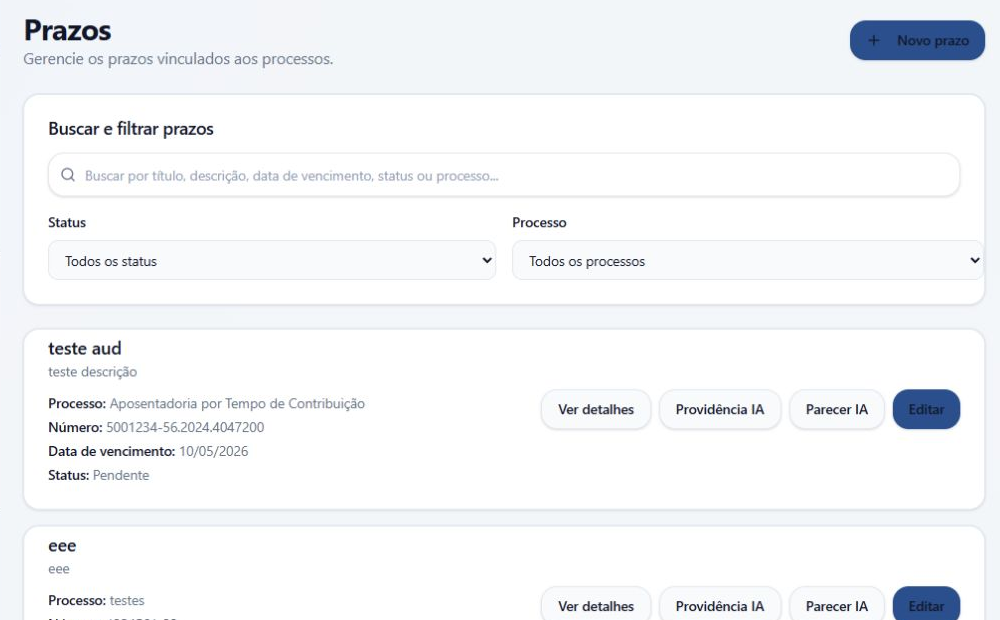 Prazos
Gerencie os prazos vinculados aos processos.
+ Novo prazo
Buscar e filtrar prazos
Buscar por título, descrição, data de vencimento, status ou processo...
Status
Processo
Todos os status
Todos os processos
teste aud
teste descrição
Processo: Aposentadoria por Tempo de Contribuição
Número: 5001234-56.2024.4047200
Data de vencimento: 10/05/2026
Status: Pendente
Ver detalhes
Providência IA
Parecer IA
Editar
eee
eee
Processo: testes
Ver detalhes
Providência IA
Parecer IA
Editar